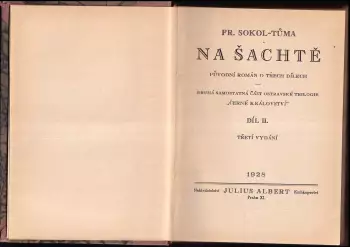 PR. SOKOL-TŮMA
NA ŠACHTĚ
PŮVODNÍ ROMÁN O TŘECH DÍLECH
DRUHÁ SAMOSTATNÁ ČÁST OSTRAVSKÉ TRILOGIE
„ČERNÉ KRÁLOVSTVÍ“
DÍL II.
TŘETÍ VYDÁNÍ
1928
Nakladatelství JULIUS ALBERT Knihkupectví
Praha XI.